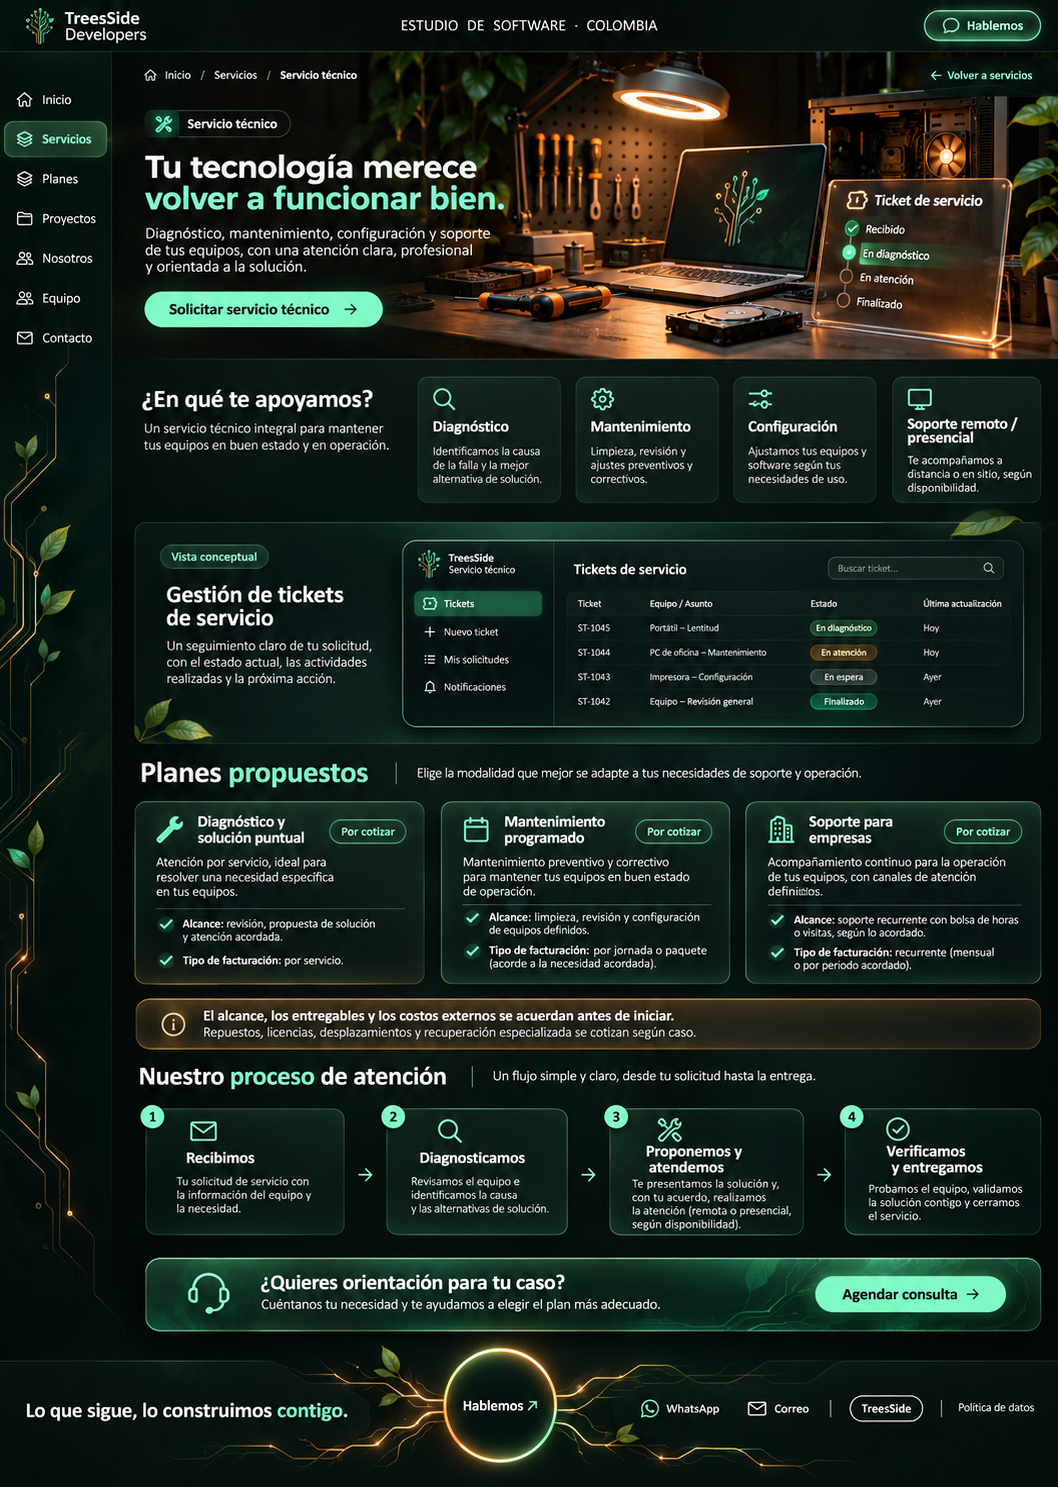 TreesSide
Developers
ESTUDIO DE SOFTWARE · COLOMBIA
Hablemos
Inicio
Servicios
Planes
Proyectos
Nosotros
Equipo
Contacto
Inicio / Servicios / Servicio técnico
Volver a servicios
Servicio técnico
Tu tecnología merece
volver a funcionar bien.
Diagnóstico, mantenimiento, configuración y soporte
de tus equipos, con una atención clara, profesional
y orientada a la solución.
Solicitar servicio técnico
Ticket de servicio
Recibido
En diagnóstico
En atención
Finalizado
¿En qué te apoyamos?
Un servicio técnico integral para mantener
tus equipos en buen estado y en operación.
Diagnóstico
Identificamos la causa
de la falla y la mejor
alternativa de solución.
Mantenimiento
Limpieza, revisión y
ajustes preventivos y
correctivos.
Configuración
Ajustamos tus equipos y
software según tus
necesidades de uso.
Soporte remoto /
presencial
Te acompañamos a
distancia o en sitio, según
disponibilidad.
Vista conceptual
Gestión de tickets
de servicio
Un seguimiento claro de tu solicitud,
con el estado actual, las actividades
realizadas y la próxima acción.
TreesSide
Servicio técnico
Tickets
Nuevo ticket
Mis solicitudes
Notificaciones
Tickets de servicio
Buscar ticket...
Ticket Equipo / Asunto Estado Última actualización
ST-1045 Portátil – Lentitud En diagnóstico Hoy
ST-1044 PC de oficina – Mantenimiento En atención Hoy
ST-1043 Impresora – Configuración En espera Ayer
ST-1042 Equipo – Revisión general Finalizado Ayer
Planes propuestos
Elige la modalidad que mejor se adapte a tus necesidades de soporte y operación.
Diagnóstico y
solución puntual
Por cotizar
Atención por servicio, ideal para
resolver una necesidad específica
en tus equipos.
Alcance: revisión, propuesta de solución
y atención acordada.
Tipo de facturación: por servicio.
Mantenimiento
programado
Por cotizar
Mantenimiento preventivo y correctivo
para mantener tus equipos en buen estado
de operación.
Alcance: limpieza, revisión y configuración
de equipos definidos.
Tipo de facturación: por jornada o paquete
(acorde a la necesidad acordada).
Soporte para
empresas
Por cotizar
Acompañamiento continuo para la operación
de tus equipos, con canales de atención
definidos.
Alcance: soporte recurrente con bolsa de horas
o visitas, según lo acordado.
Tipo de facturación: recurrente (mensual
o por periodo acordado).
El alcance, los entregables y los costos externos se acuerdan antes de iniciar.
Repuestos, licencias, desplazamientos y recuperación especializada se cotizan según caso.
Nuestro proceso de atención
Un flujo simple y claro, desde tu solicitud hasta la entrega.
1
Recibimos
Tu solicitud de servicio con
la información del equipo y
la necesidad.
2
Diagnosticamos
Revisamos el equipo e
identificamos la causa
y las alternativas de solución.
3
Proponemos y
atendemos
Te presentamos la solución y,
con tu acuerdo, realizamos
la atención (remota o presencial,
según disponibilidad).
4
Verificamos
y entregamos
Probamos el equipo, validamos
la solución contigo y cerramos
el servicio.
¿Quieres orientación para tu caso?
Cuéntanos tu necesidad y te ayudamos a elegir el plan más adecuado.
Agendar consulta
Lo que sigue, lo construimos contigo.
Hablemos
WhatsApp
Correo
TreesSide
Política de datos